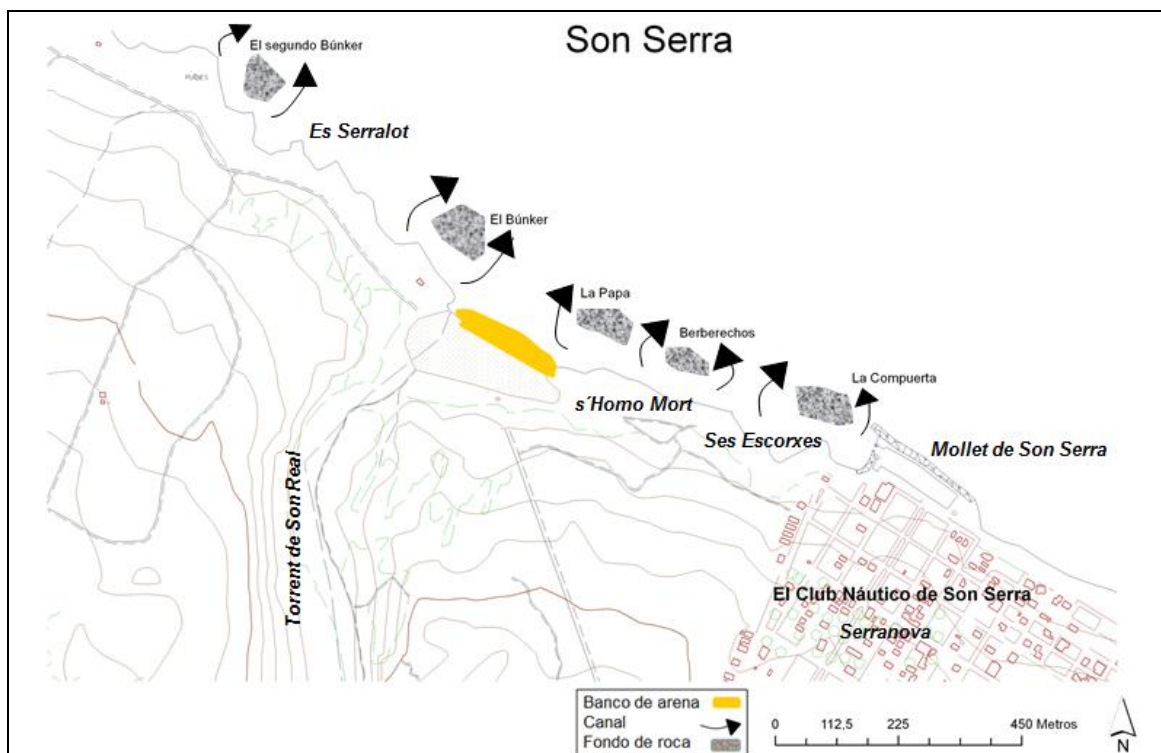 Son Serra
El segundo Búnker
Es Serralot
El Búnker
La Papa
Berberechos
La Compuerta
s´Homo Mort
Ses Escorxes
Mollet de Son Serra
Torrent de Son Real
El Club Náutico de Son Serra
Serranova
Banco de arena
Canal
Fondo de roca
0 112,5 225 450 Metros
N